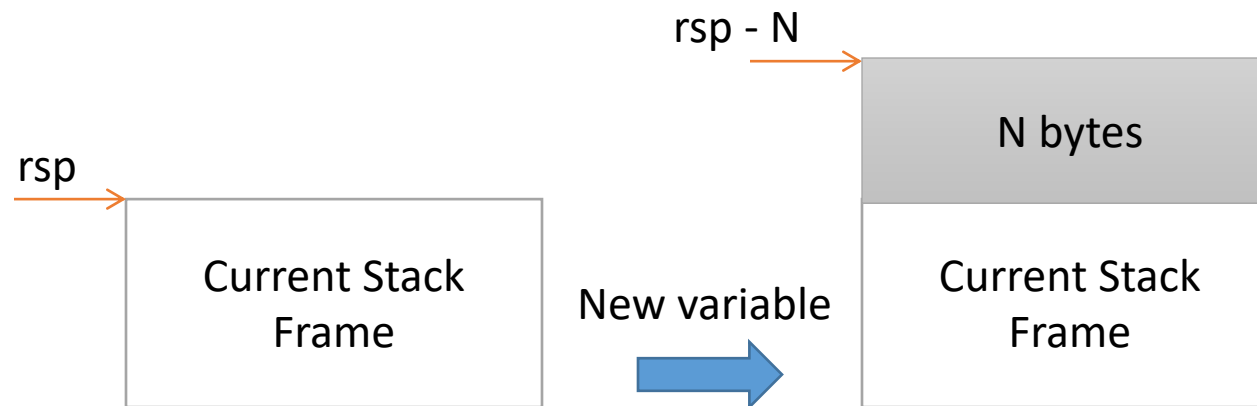 rsp - N
N bytes
rsp
Current Stack
Frame
New variable
Current Stack
Frame